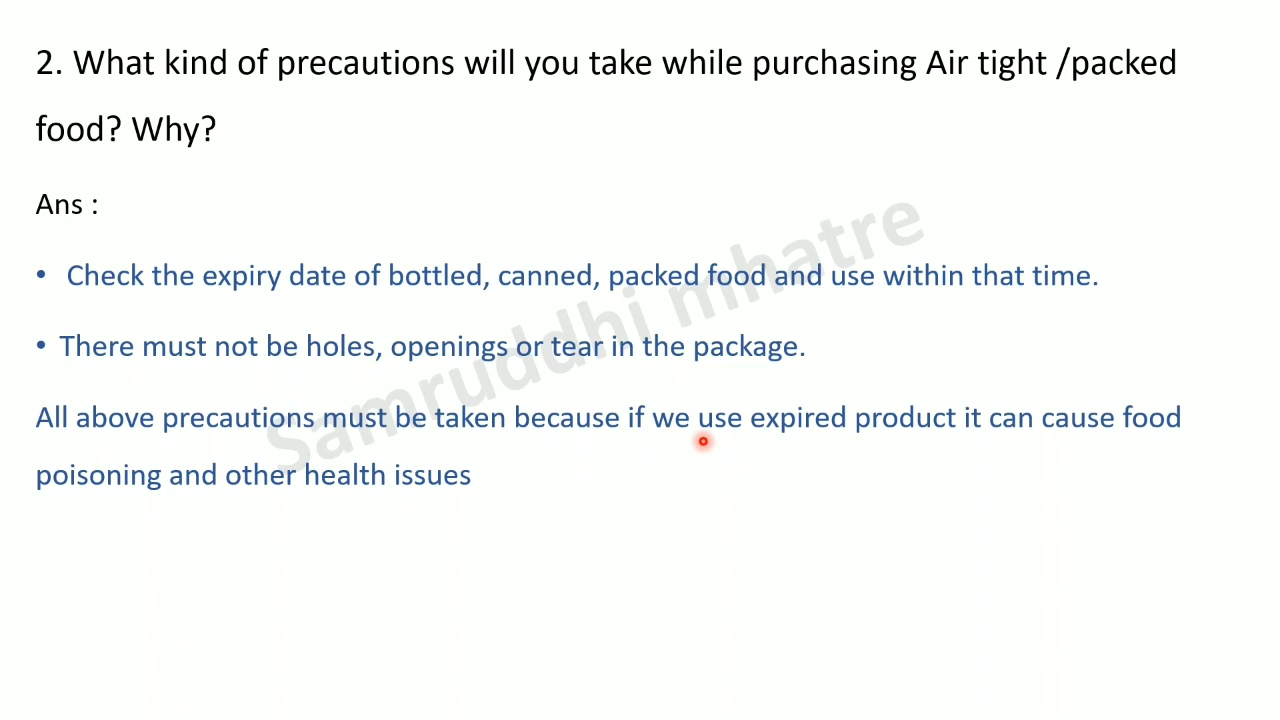 2. What kind of precautions will you take while purchasing Air tight /packed
food? Why?
Ans :
• Check the expiry date of bottled, canned, packed food and use within that time.
• There must not be holes, openings or tear in the package.
All above precautions must be taken because if we use expired product it can cause food
poisoning and other health issues
Samruddhi mhatre